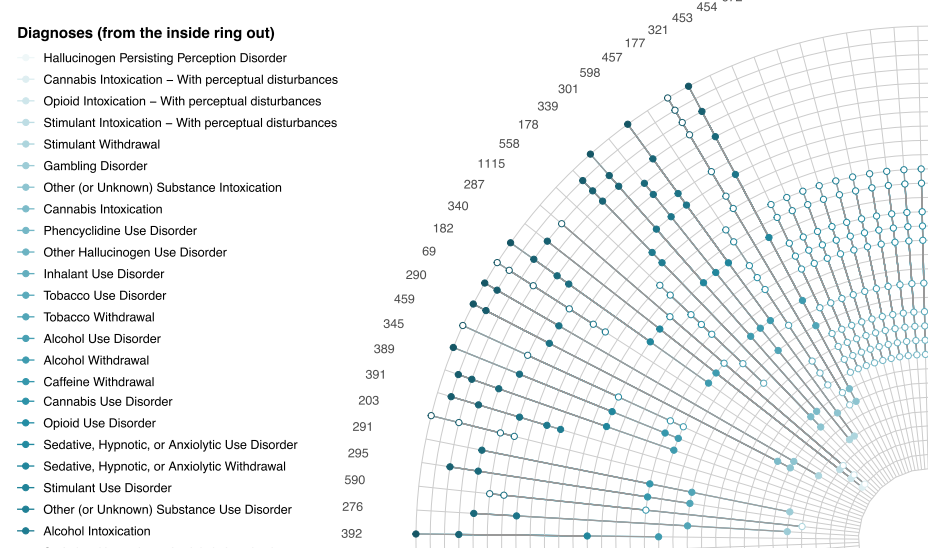 Diagnoses (from the inside ring out)
Hallucinogen Persisting Perception Disorder
Cannabis Intoxication – With perceptual disturbances
Opioid Intoxication – With perceptual disturbances
Stimulant Intoxication – With perceptual disturbances
Stimulant Withdrawal
Gambling Disorder
Other (or Unknown) Substance Intoxication
Cannabis Intoxication
Phencyclidine Use Disorder
Other Hallucinogen Use Disorder
Inhalant Use Disorder
Tobacco Use Disorder
Tobacco Withdrawal
Alcohol Use Disorder
Alcohol Withdrawal
Caffeine Withdrawal
Cannabis Use Disorder
Opioid Use Disorder
Sedative, Hypnotic, or Anxiolytic Use Disorder
Sedative, Hypnotic, or Anxiolytic Withdrawal
Stimulant Use Disorder
Other (or Unknown) Substance Use Disorder
Alcohol Intoxication
454
453
321
177
457
598
301
339
178
558
1115
287
340
182
69
290
459
345
389
391
203
291
295
590
276
392